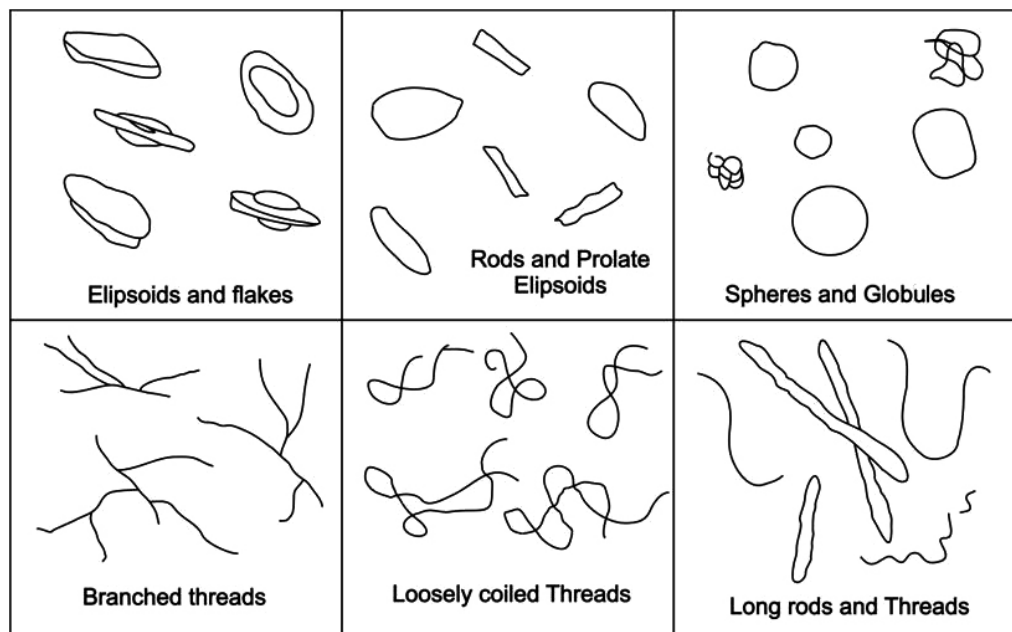 Elipsoids and flakes
Rods and Prolate
Elipsoids
Spheres and Globules
Branched threads
Loosely coiled Threads
Long rods and Threads